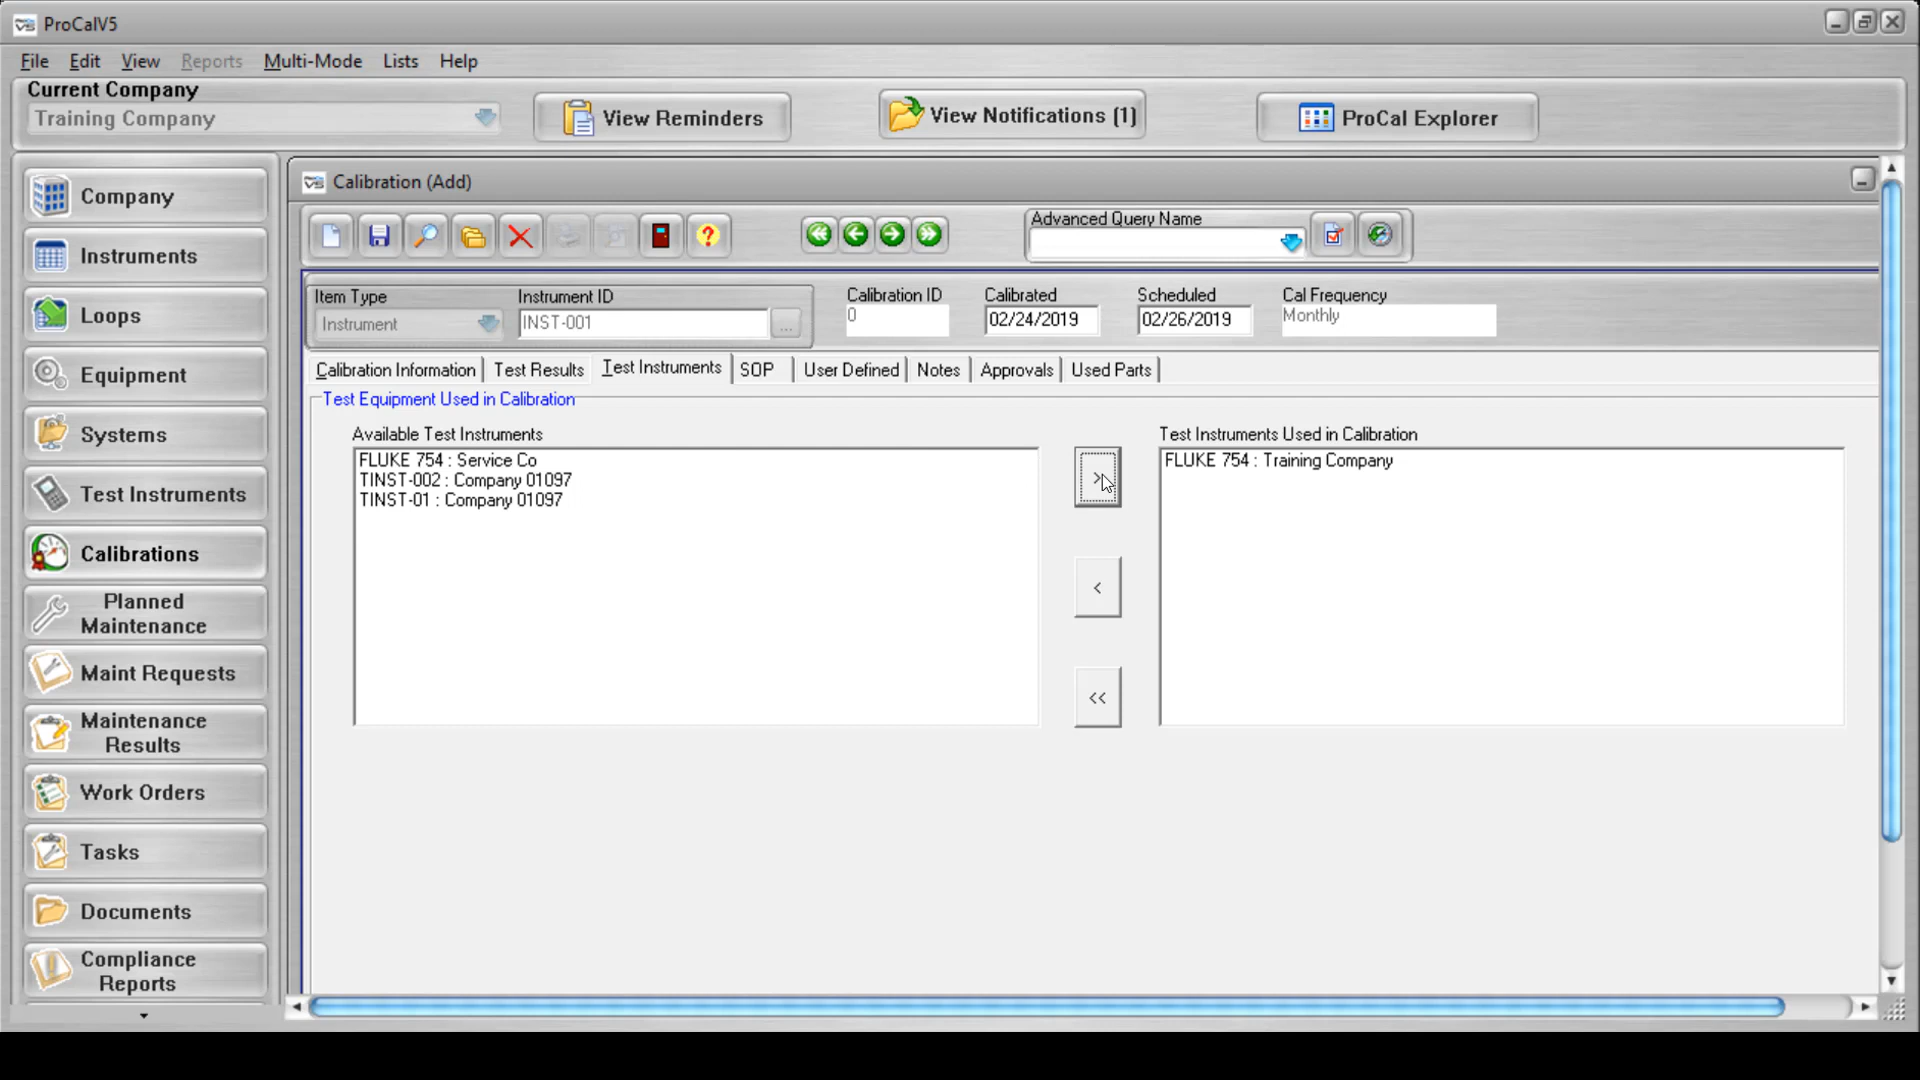 ProCalV5
File Edit View Reports Multi-Mode Lists Help
Current Company
Training Company
View Reminders
View Notifications (1)
ProCal Explorer
Company
Instruments
Loops
Equipment
Systems
Test Instruments
Calibrations
Planned
Maintenance
Maint Requests
Maintenance
Results
Work Orders
Tasks
Documents
Compliance
Reports
Calibration (Add)
Advanced Query Name
Item Type
Instrument
Instrument ID
INST-001
...
Calibration ID
0
Calibrated
02/24/2019
Scheduled
02/26/2019
Cal Frequency
Monthly
Calibration Information Test Results Test Instruments SOP User Defined Notes Approvals Used Parts
Test Equipment Used in Calibration
Available Test Instruments
FLUKE 754 : Service Co
TINST-002 : Company 01097
TINST-01 : Company 01097
>
<
<<
Test Instruments Used in Calibration
FLUKE 754 : Training Company